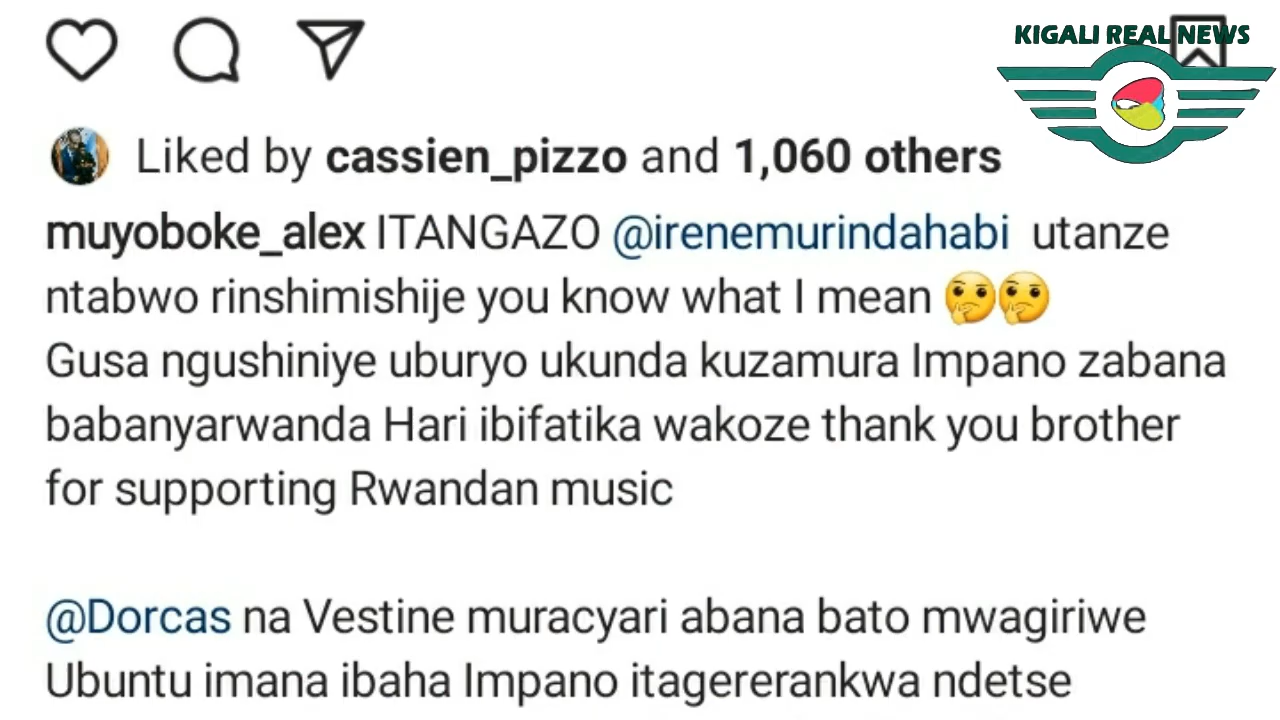 KIGALI REAL NEWS
Liked by cassien_pizzo and 1,060 others
muyoboke_alex ITANGAZO @irenemurindahabi utanze
ntabwo rinshimishije you know what I mean 🤔🤔
Gusa ngushiniye uburyo ukunda kuzamura Impano zabana
babanyarwanda Hari ibifatika wakoze thank you brother
for supporting Rwandan music
@Dorcas na Vestine muracyari abana bato mwagiriwe
Ubuntu imana ibaha Impano itagererankwa ndetse